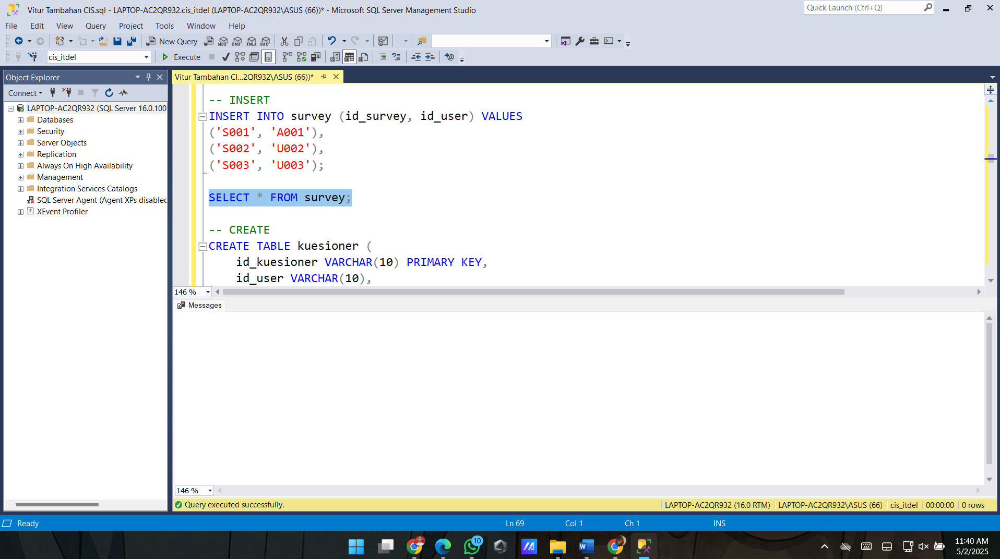 Vitur Tambahan CIS.sql - LAPTOP-AC2QR932.cis_itdel (LAPTOP-AC2QR932\ASUS (66))* - Microsoft SQL Server Management Studio
Quick Launch (Ctrl+Q)
File Edit View Query Project Tools Window Help
New Query MDX DMX XMLA DAX
cis_itdel Execute
Object Explorer
Vitur Tambahan CI...2QR932\ASUS (66))*
Connect
LAPTOP-AC2QR932 (SQL Server 16.0.100
Databases
Security
Server Objects
Replication
Always On High Availability
Management
Integration Services Catalogs
SQL Server Agent (Agent XPs disabled
XEvent Profiler
-- INSERT
INSERT INTO survey (id_survey, id_user) VALUES
('S001', 'A001'),
('S002', 'U002'),
('S003', 'U003');
SELECT * FROM survey;
-- CREATE
CREATE TABLE kuesioner (
id_kuesioner VARCHAR(10) PRIMARY KEY,
id_user VARCHAR(10),
146 %
Messages
146 %
Query executed successfully.
LAPTOP-AC2QR932 (16.0 RTM) LAPTOP-AC2QR932\ASUS (66) cis_itdel 00:00:00 0 rows
Ready Ln 69 Col 1 Ch 1 INS
10
11:40 AM
5/2/2025